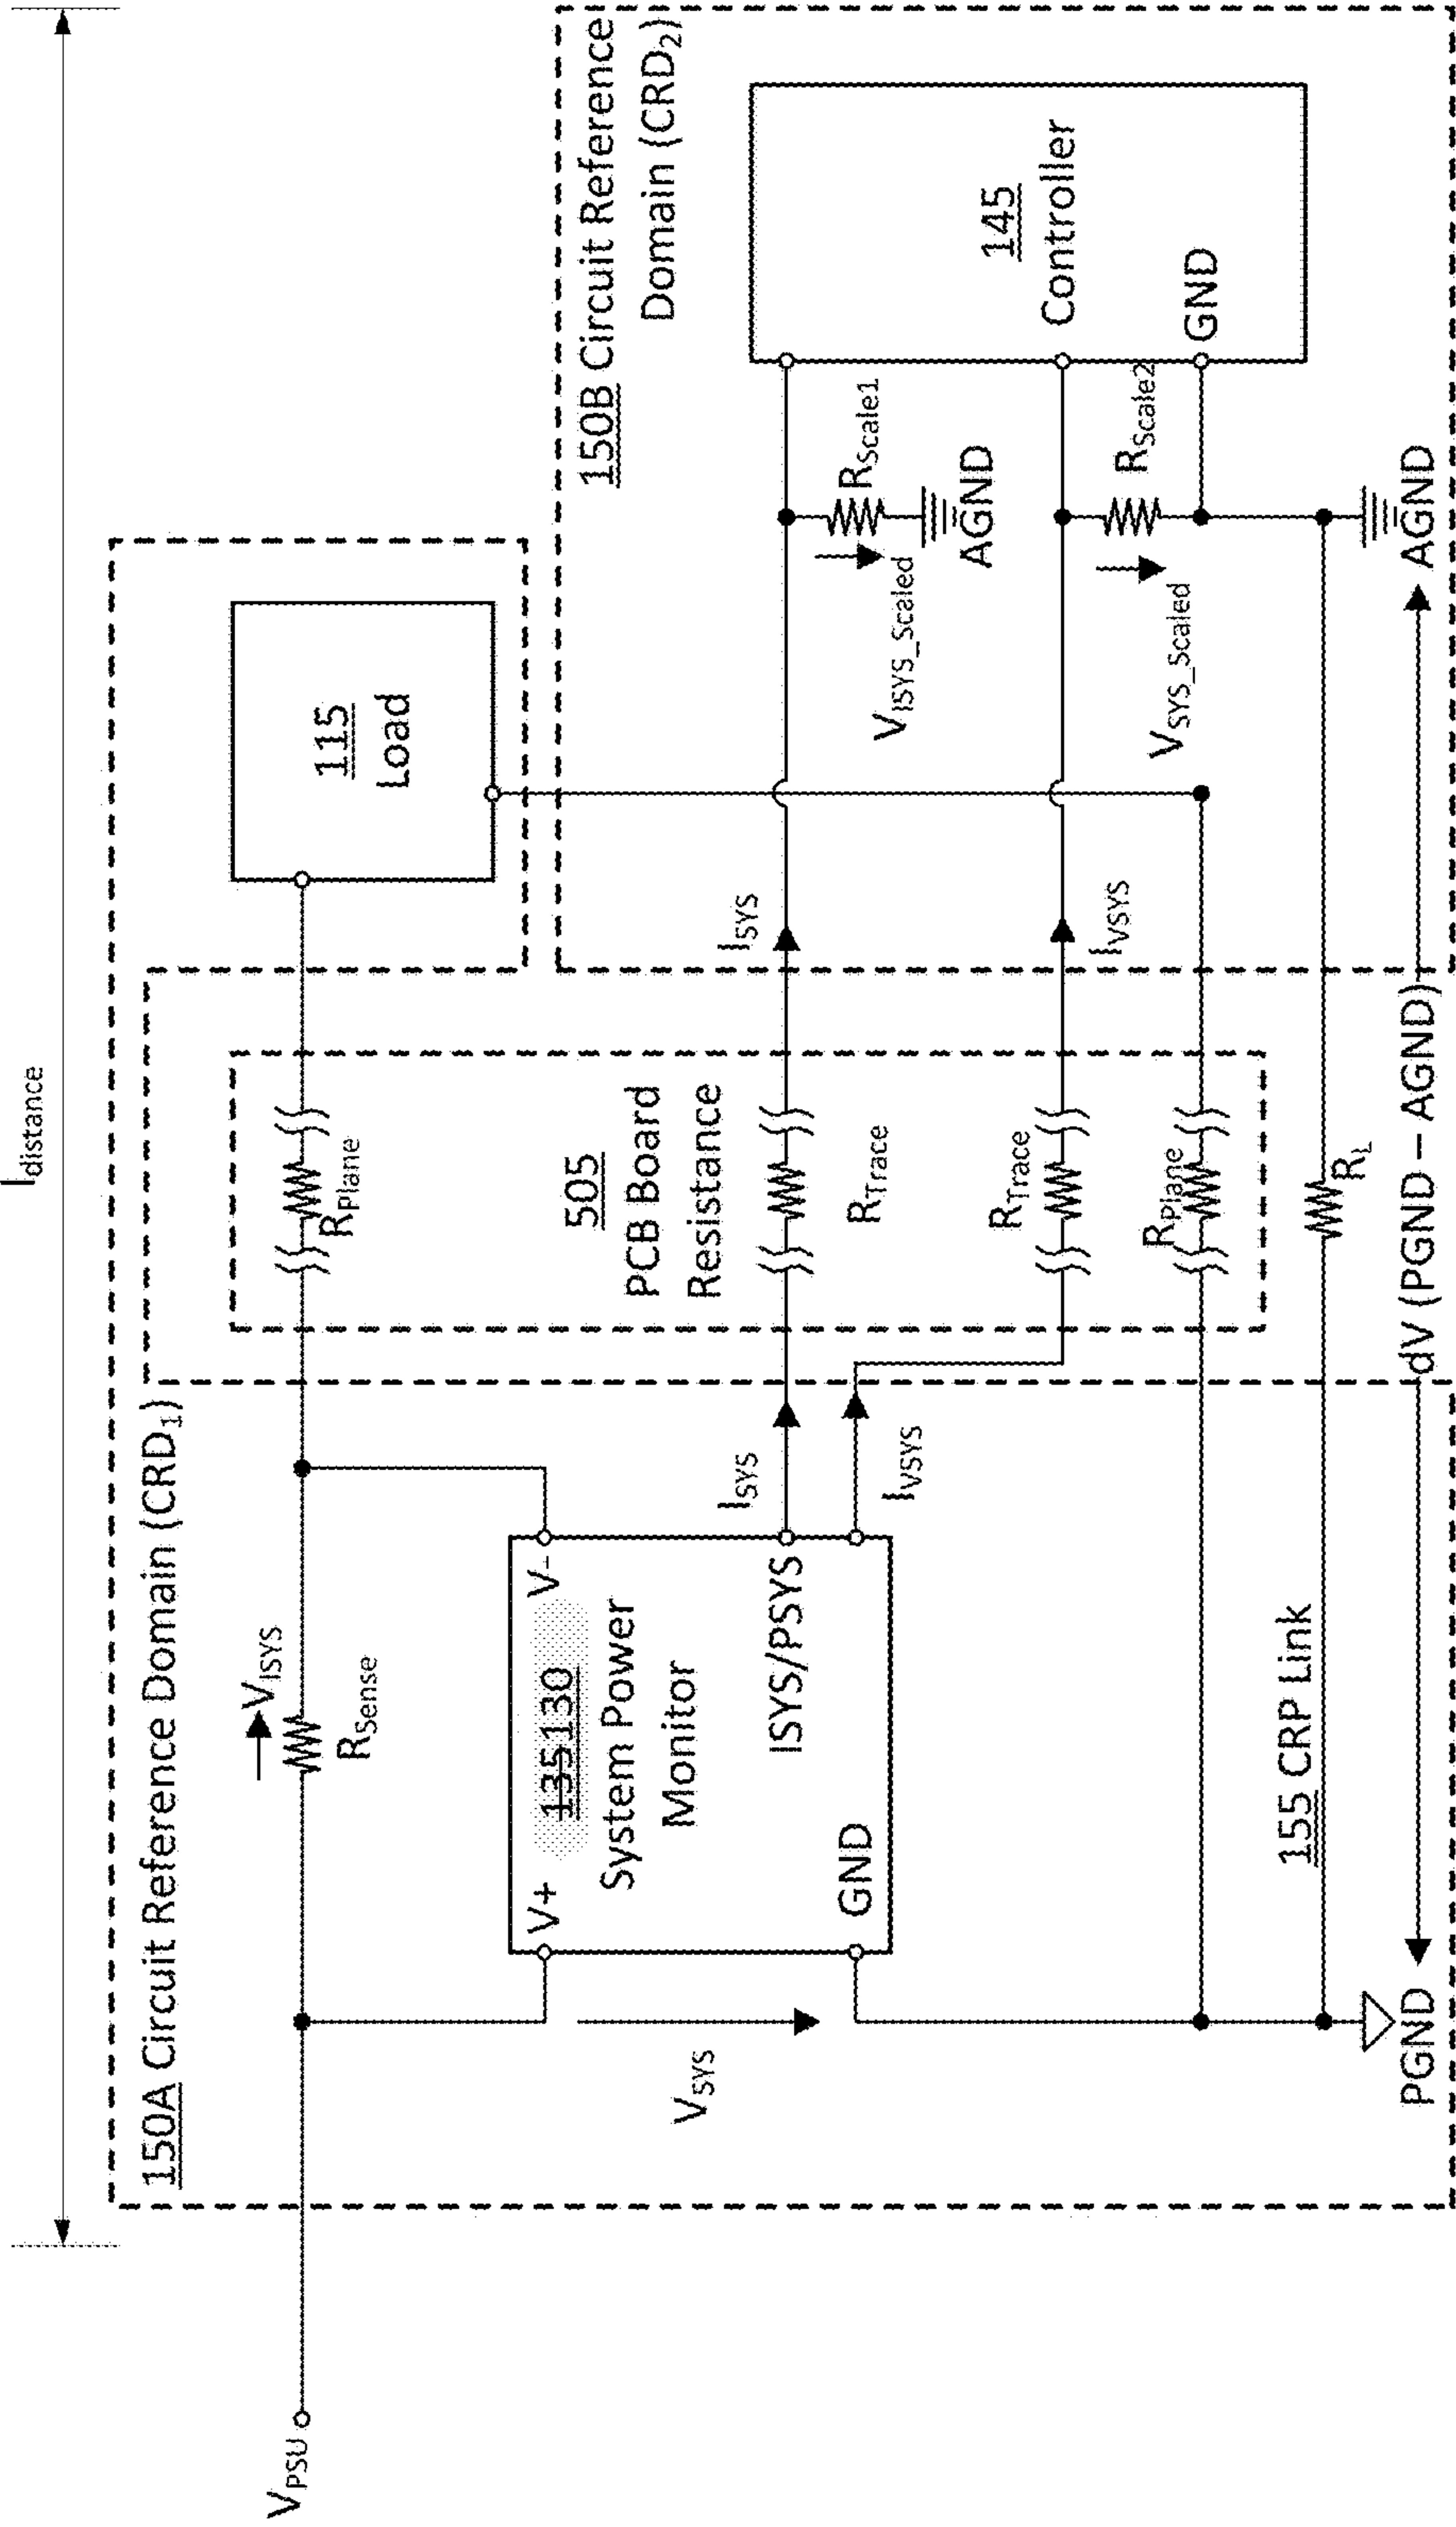 l_distance
150A Circuit Reference Domain (CRD₁)
V_PSU
V_ISYS
R_Sense
R_Plane
115
Load
V+
V-
135130
System Power
Monitor
ISYS/PSYS
GND
V_SYS
I_SYS
I_VSYS
505
PCB Board
Resistance
R_Trace
R_Trace
R_Plane
I_SYS
I_VSYS
150B Circuit Reference
Domain (CRD₂)
145
Controller
GND
R_Scale1
V_ISYS_Scaled
AGND
R_Scale2
V_SYS_Scaled
155 CRP Link
R_L
PGND
dV (PGND – AGND)
AGND